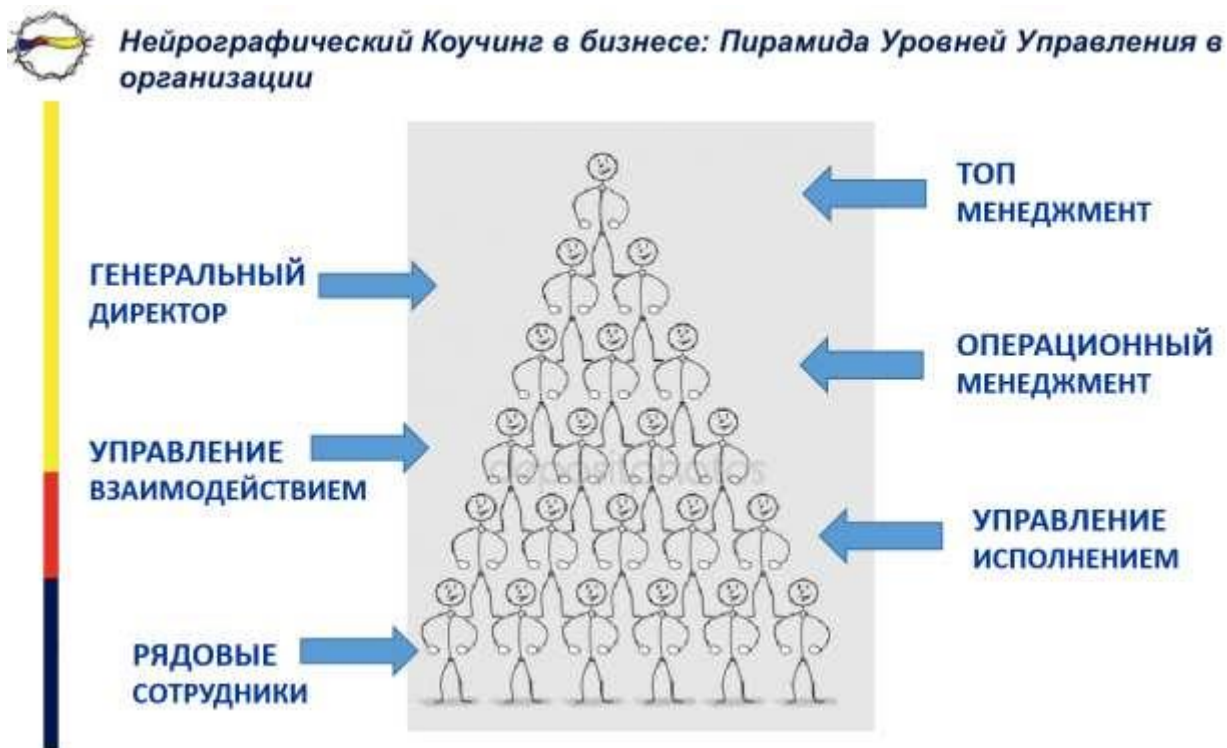 Нейрографический Коучинг в бизнесе: Пирамида Уровней Управления в
организации
ТОП
МЕНЕДЖМЕНТ
ГЕНЕРАЛЬНЫЙ
ДИРЕКТОР
ОПЕРАЦИОННЫЙ
МЕНЕДЖМЕНТ
УПРАВЛЕНИЕ
ВЗАИМОДЕЙСТВИЕМ
depositphotos
УПРАВЛЕНИЕ
ИСПОЛНЕНИЕМ
РЯДОВЫЕ
СОТРУДНИКИ